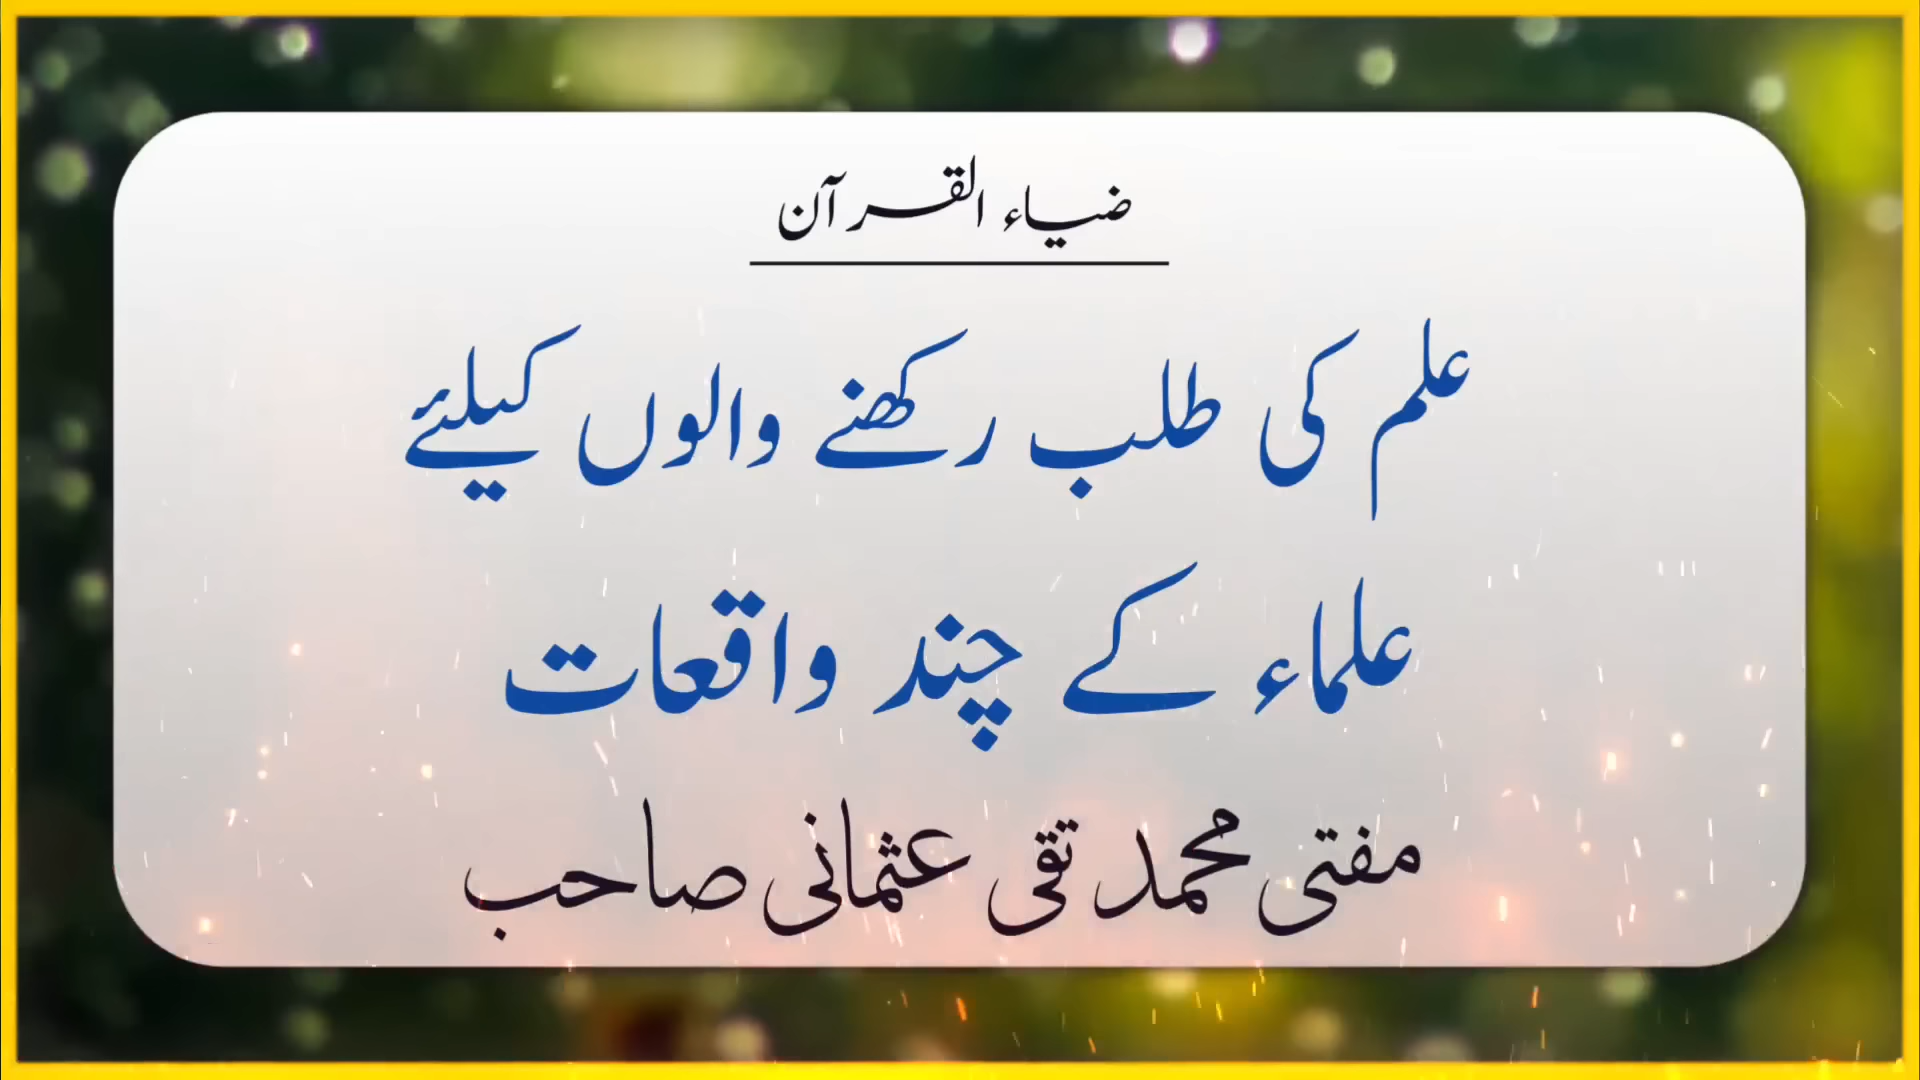 ضیاء القرآن
علم کی طلب رکھنے والوں کیلئے
علماء کے چند واقعات
مفتی محمد تقی عثمانی صاحب